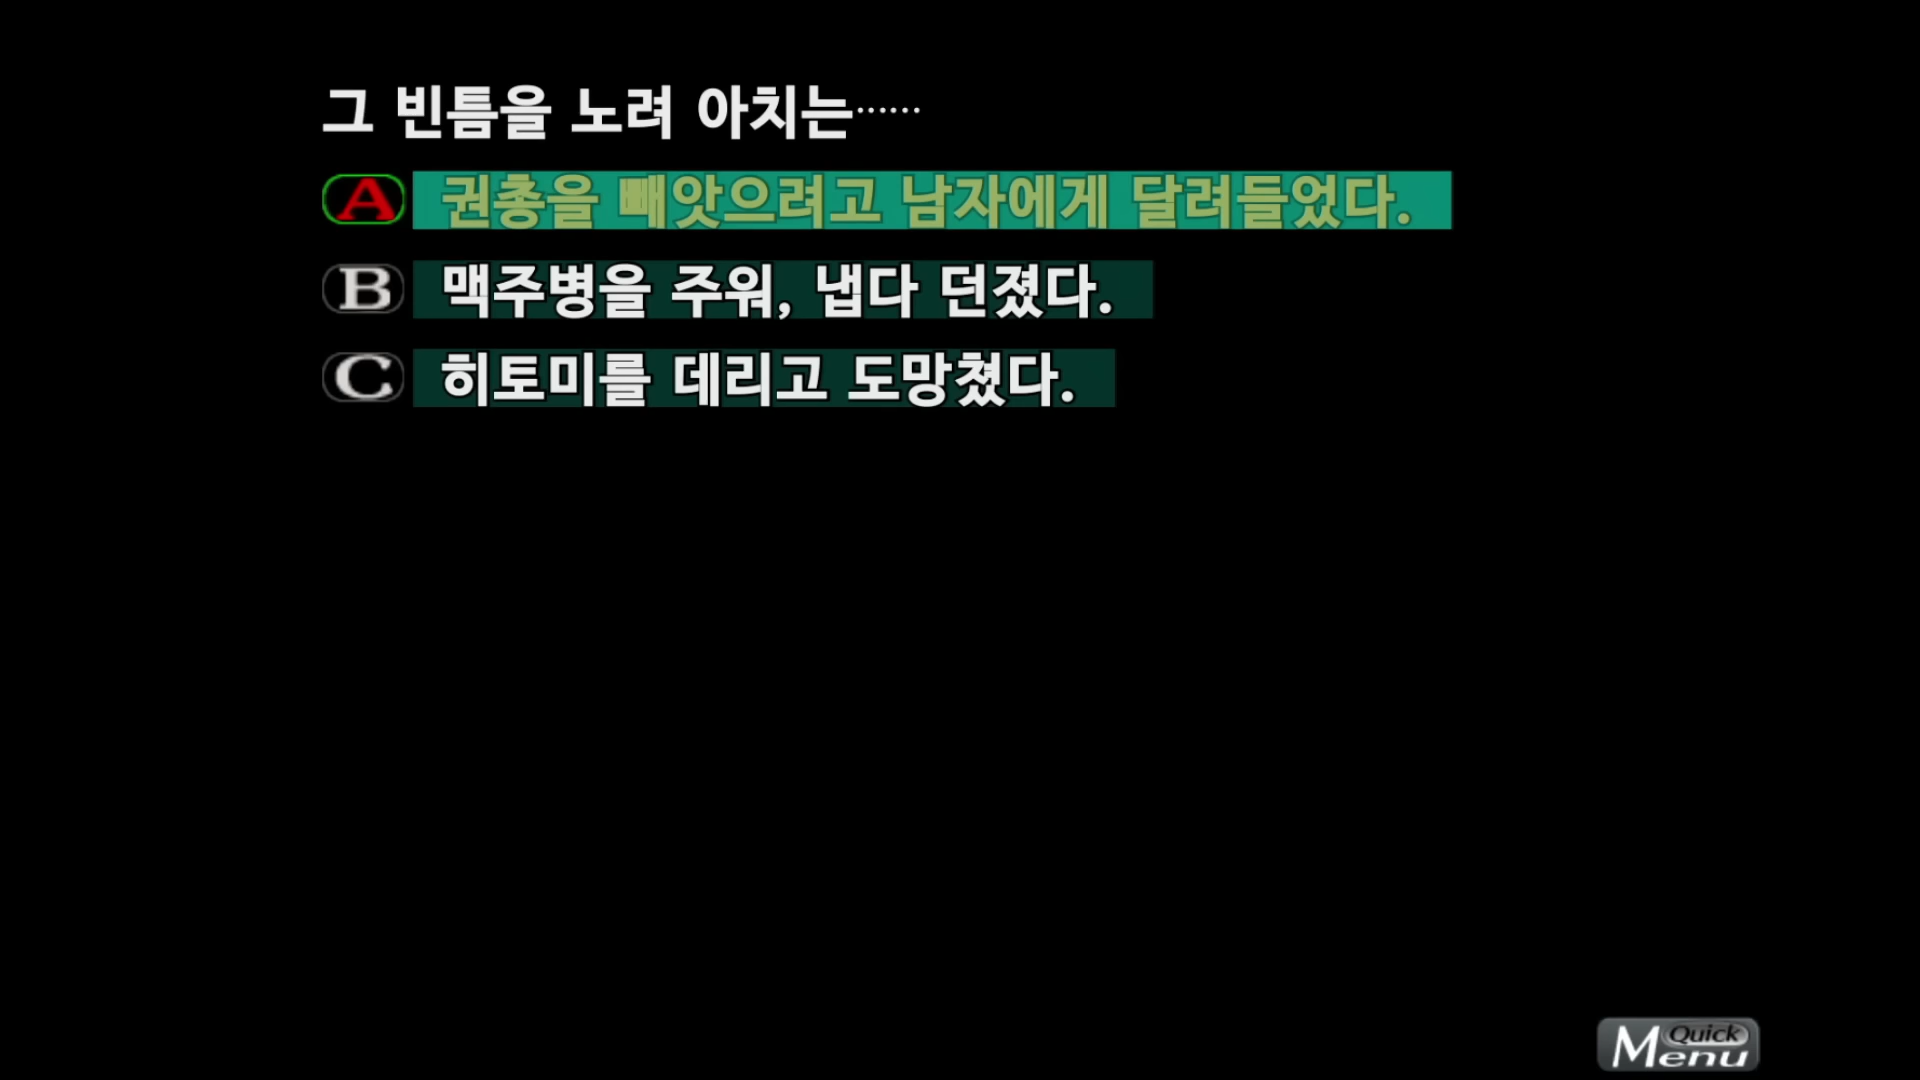 그 빈틈을 노려 아치는……
A 권총을 빼앗으려고 남자에게 달려들었다.
B 맥주병을 주워, 냅다 던졌다.
C 히토미를 데리고 도망쳤다.
Quick
Menu